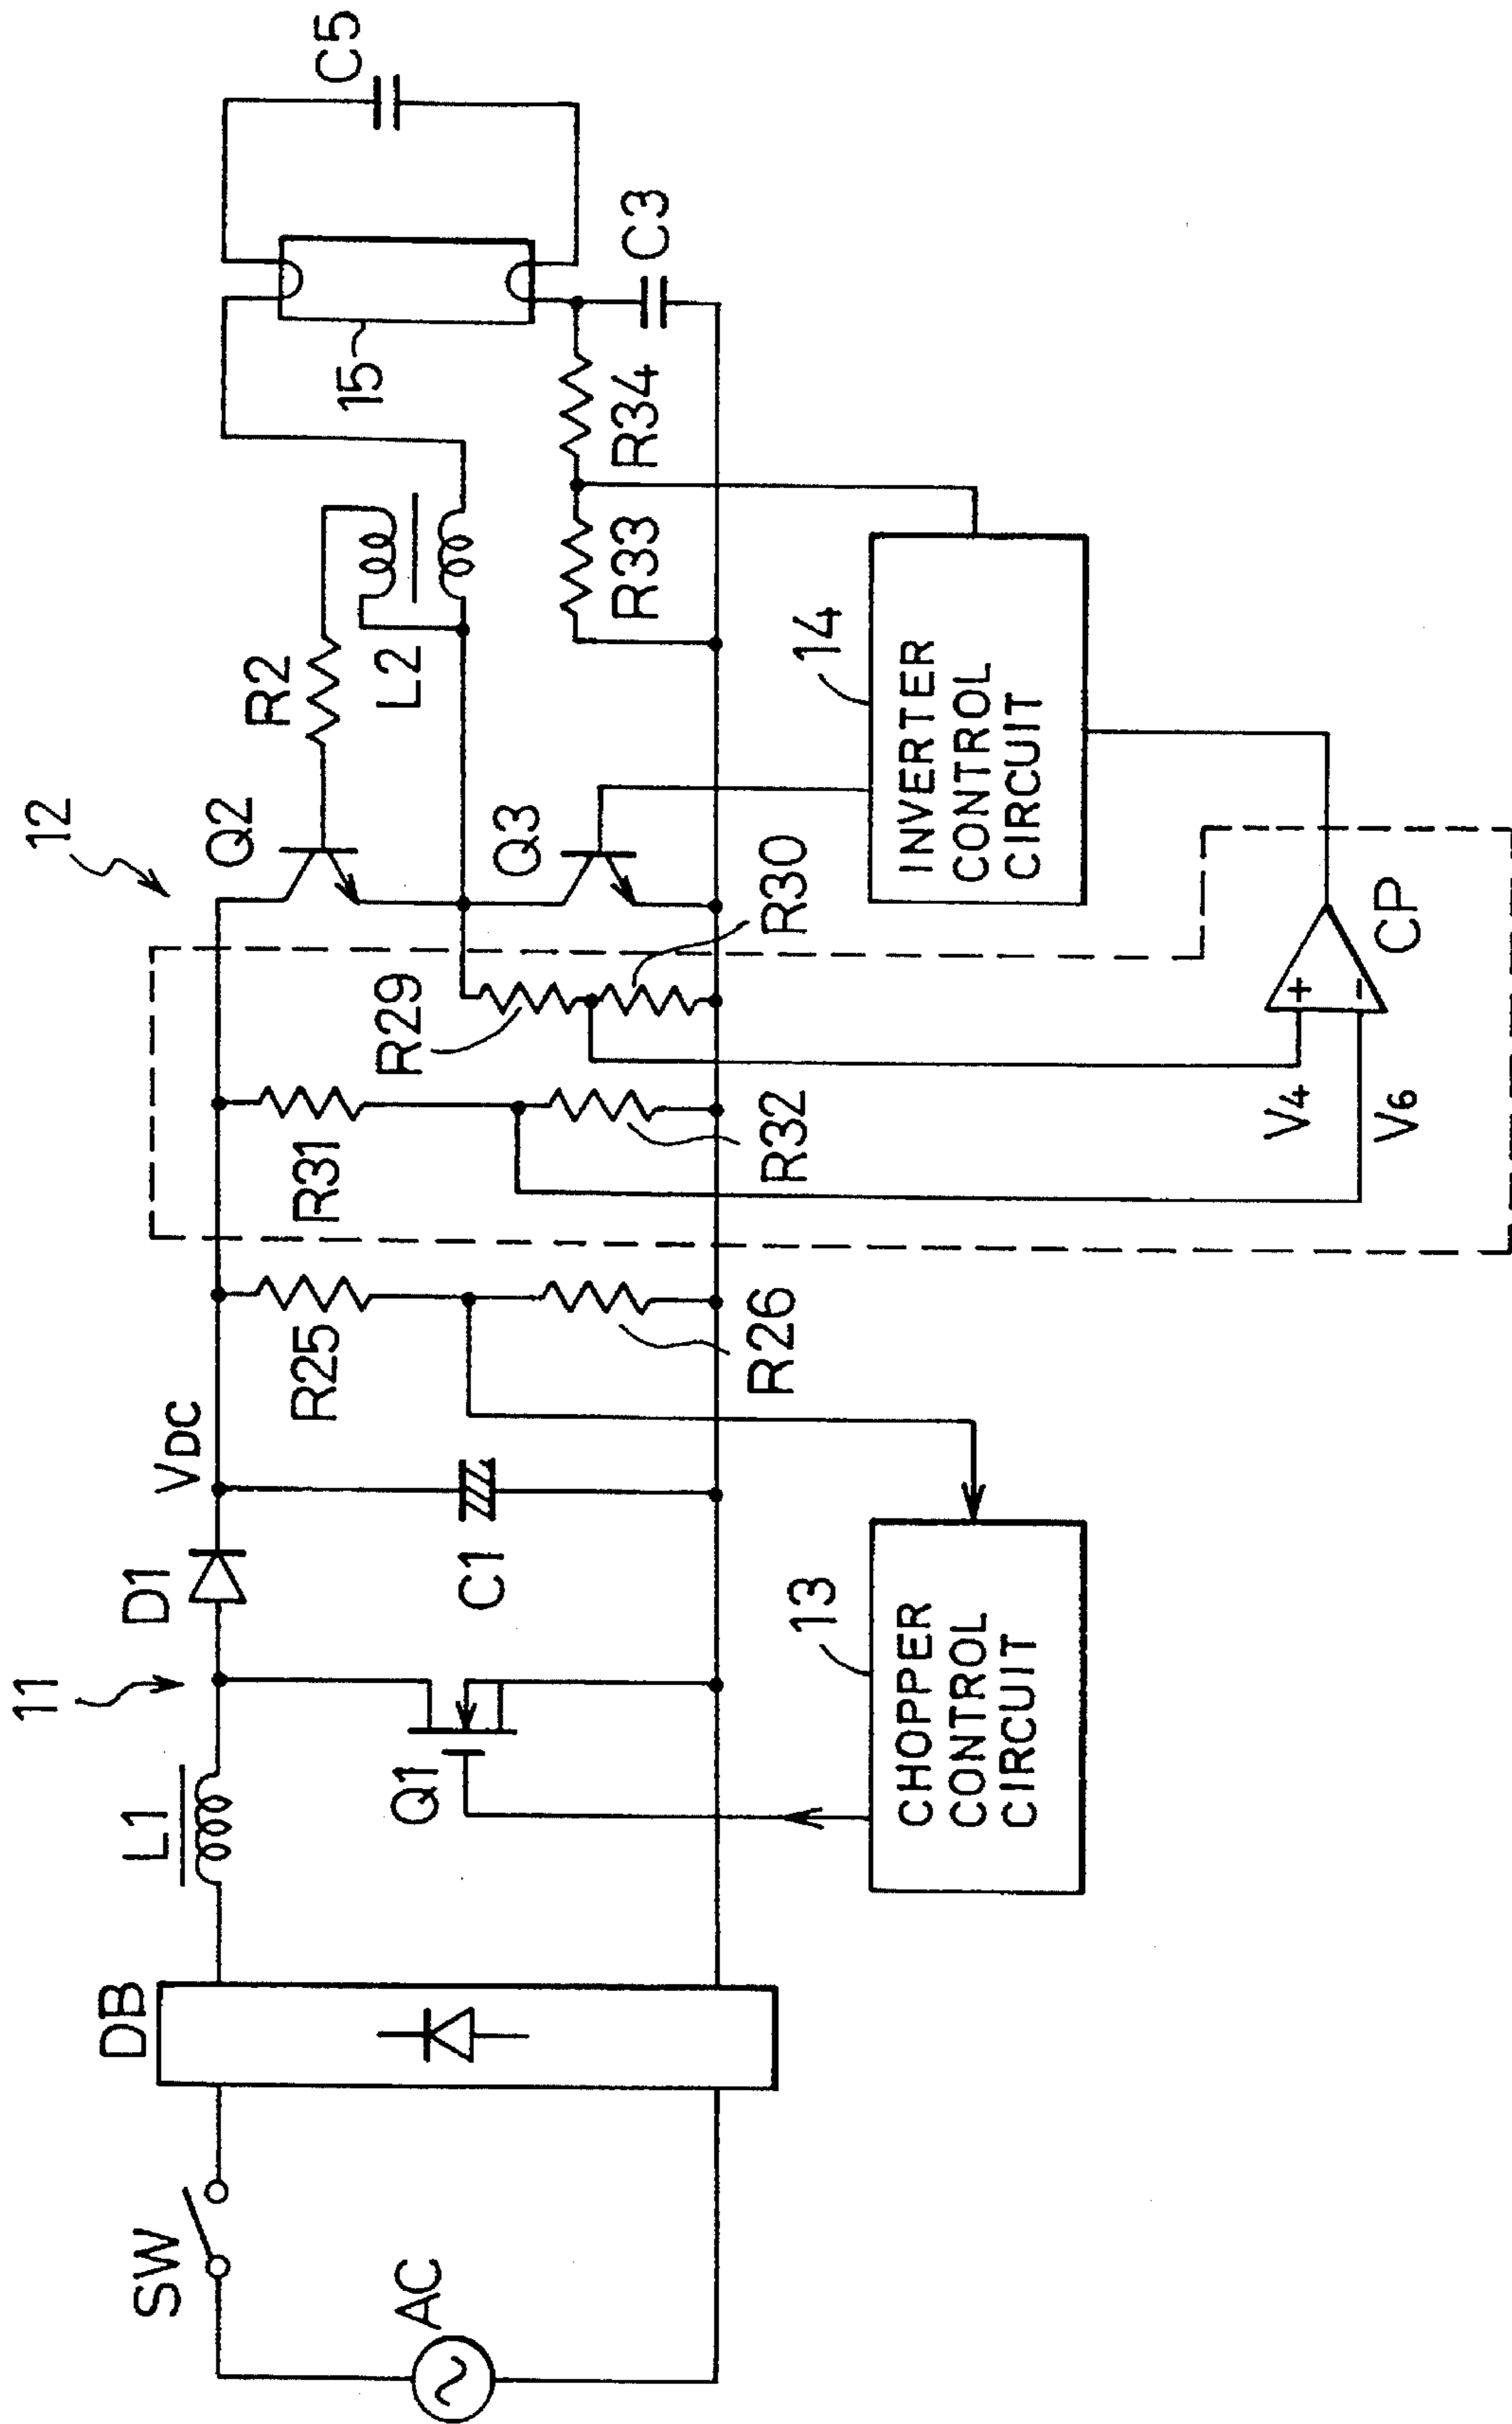 12
11
Q2
R2
L2
15
C5
C3
R34
R33
Q3
R29
R30
R31
R32
R25
R26
VDC
D1
C1
L1
Q1
DB
SW
AC
13
CHOPPER
CONTROL
CIRCUIT
14
INVERTER
CONTROL
CIRCUIT
V4
V6
+
−
CP